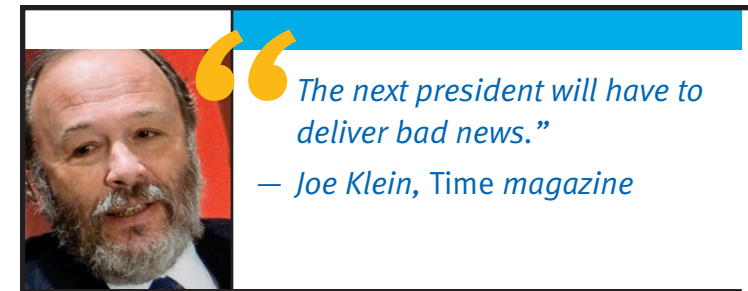 “The next president will have to
deliver bad news.”
— Joe Klein, Time magazine